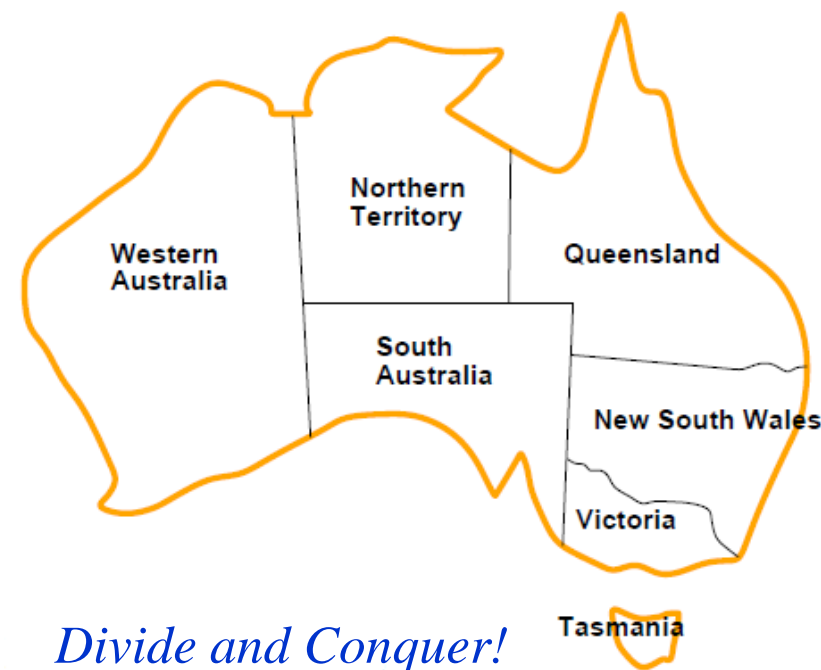 Northern
Territory
Western
Australia
Queensland
South
Australia
New South Wales
Victoria
Tasmania
Divide and Conquer!